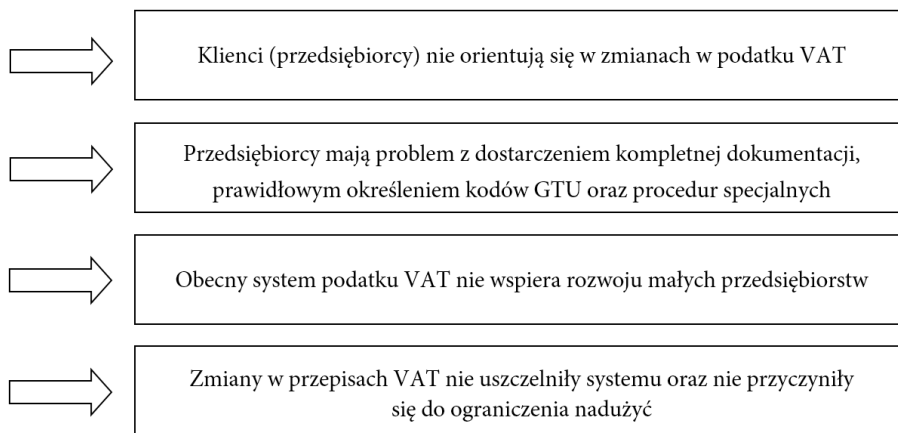 Klienci (przedsiębiorcy) nie orientują się w zmianach w podatku VAT
Przedsiębiorcy mają problem z dostarczeniem kompletnej dokumentacji,
prawidłowym określeniem kodów GTU oraz procedur specjalnych
Obecny system podatku VAT nie wspiera rozwoju małych przedsiębiorstw
Zmiany w przepisach VAT nie uszczelniły systemu oraz nie przyczyniły
się do ograniczenia nadużyć